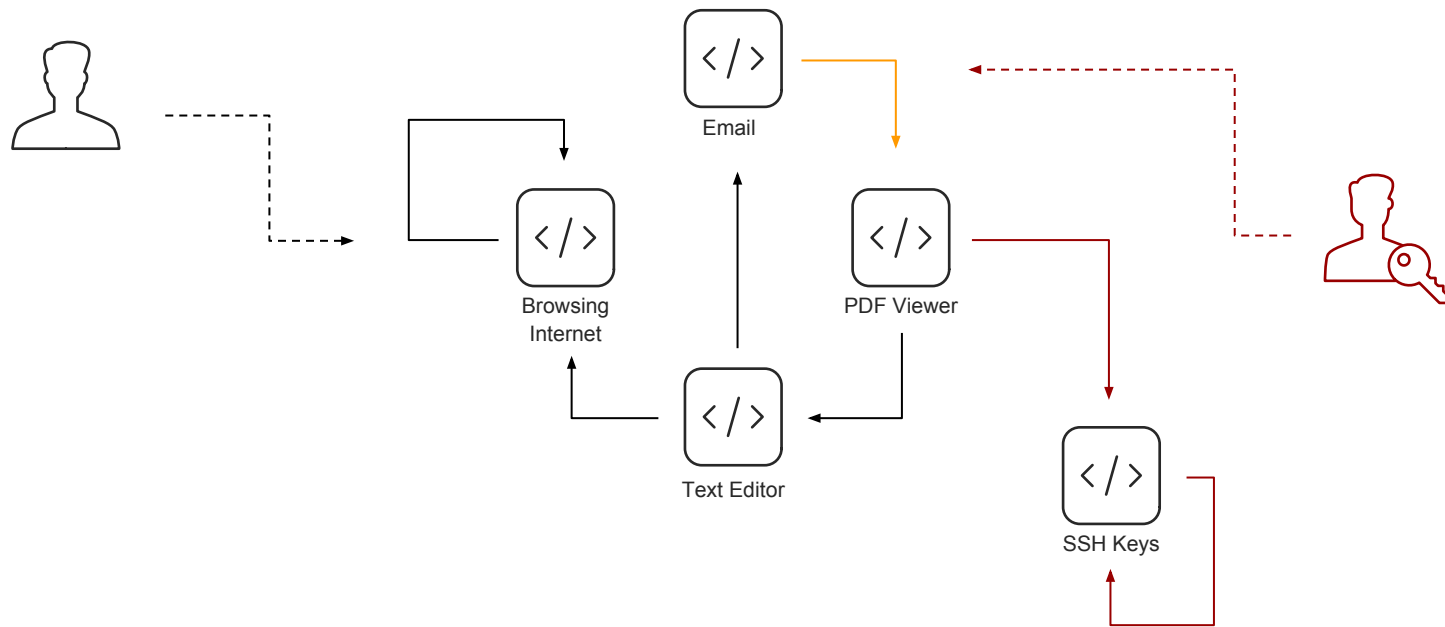 Email
Browsing
Internet
PDF Viewer
Text Editor
SSH Keys